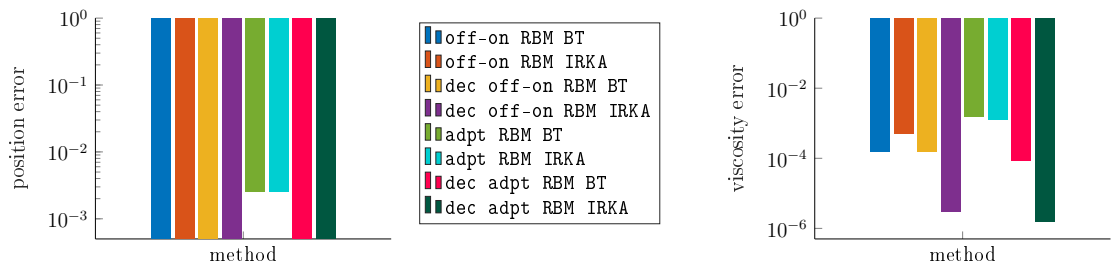 10^0
10^-1
10^-2
10^-3
position error
method
off-on RBM BT
off-on RBM IRKA
dec off-on RBM BT
dec off-on RBM IRKA
adpt RBM BT
adpt RBM IRKA
dec adpt RBM BT
dec adpt RBM IRKA
10^0
10^-2
10^-4
10^-6
viscosity error
method